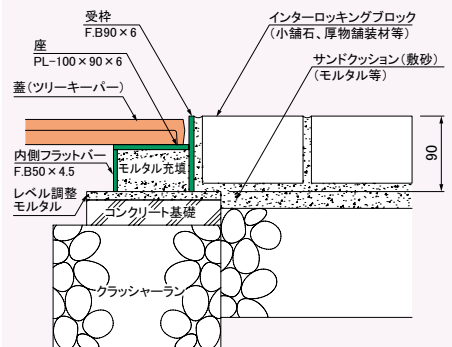 受枠
F.B90×6
座
PL-100×90×6
蓋（ツリーキーパー）
内側フラットバー
F.B50×4.5
レベル調整
モルタル
インターロッキングブロック
（小舗石、厚物舗装材等）
サンドクッション（敷砂）
（モルタル等）
モルタル充填
コンクリート基礎
クラッシャーラン
90